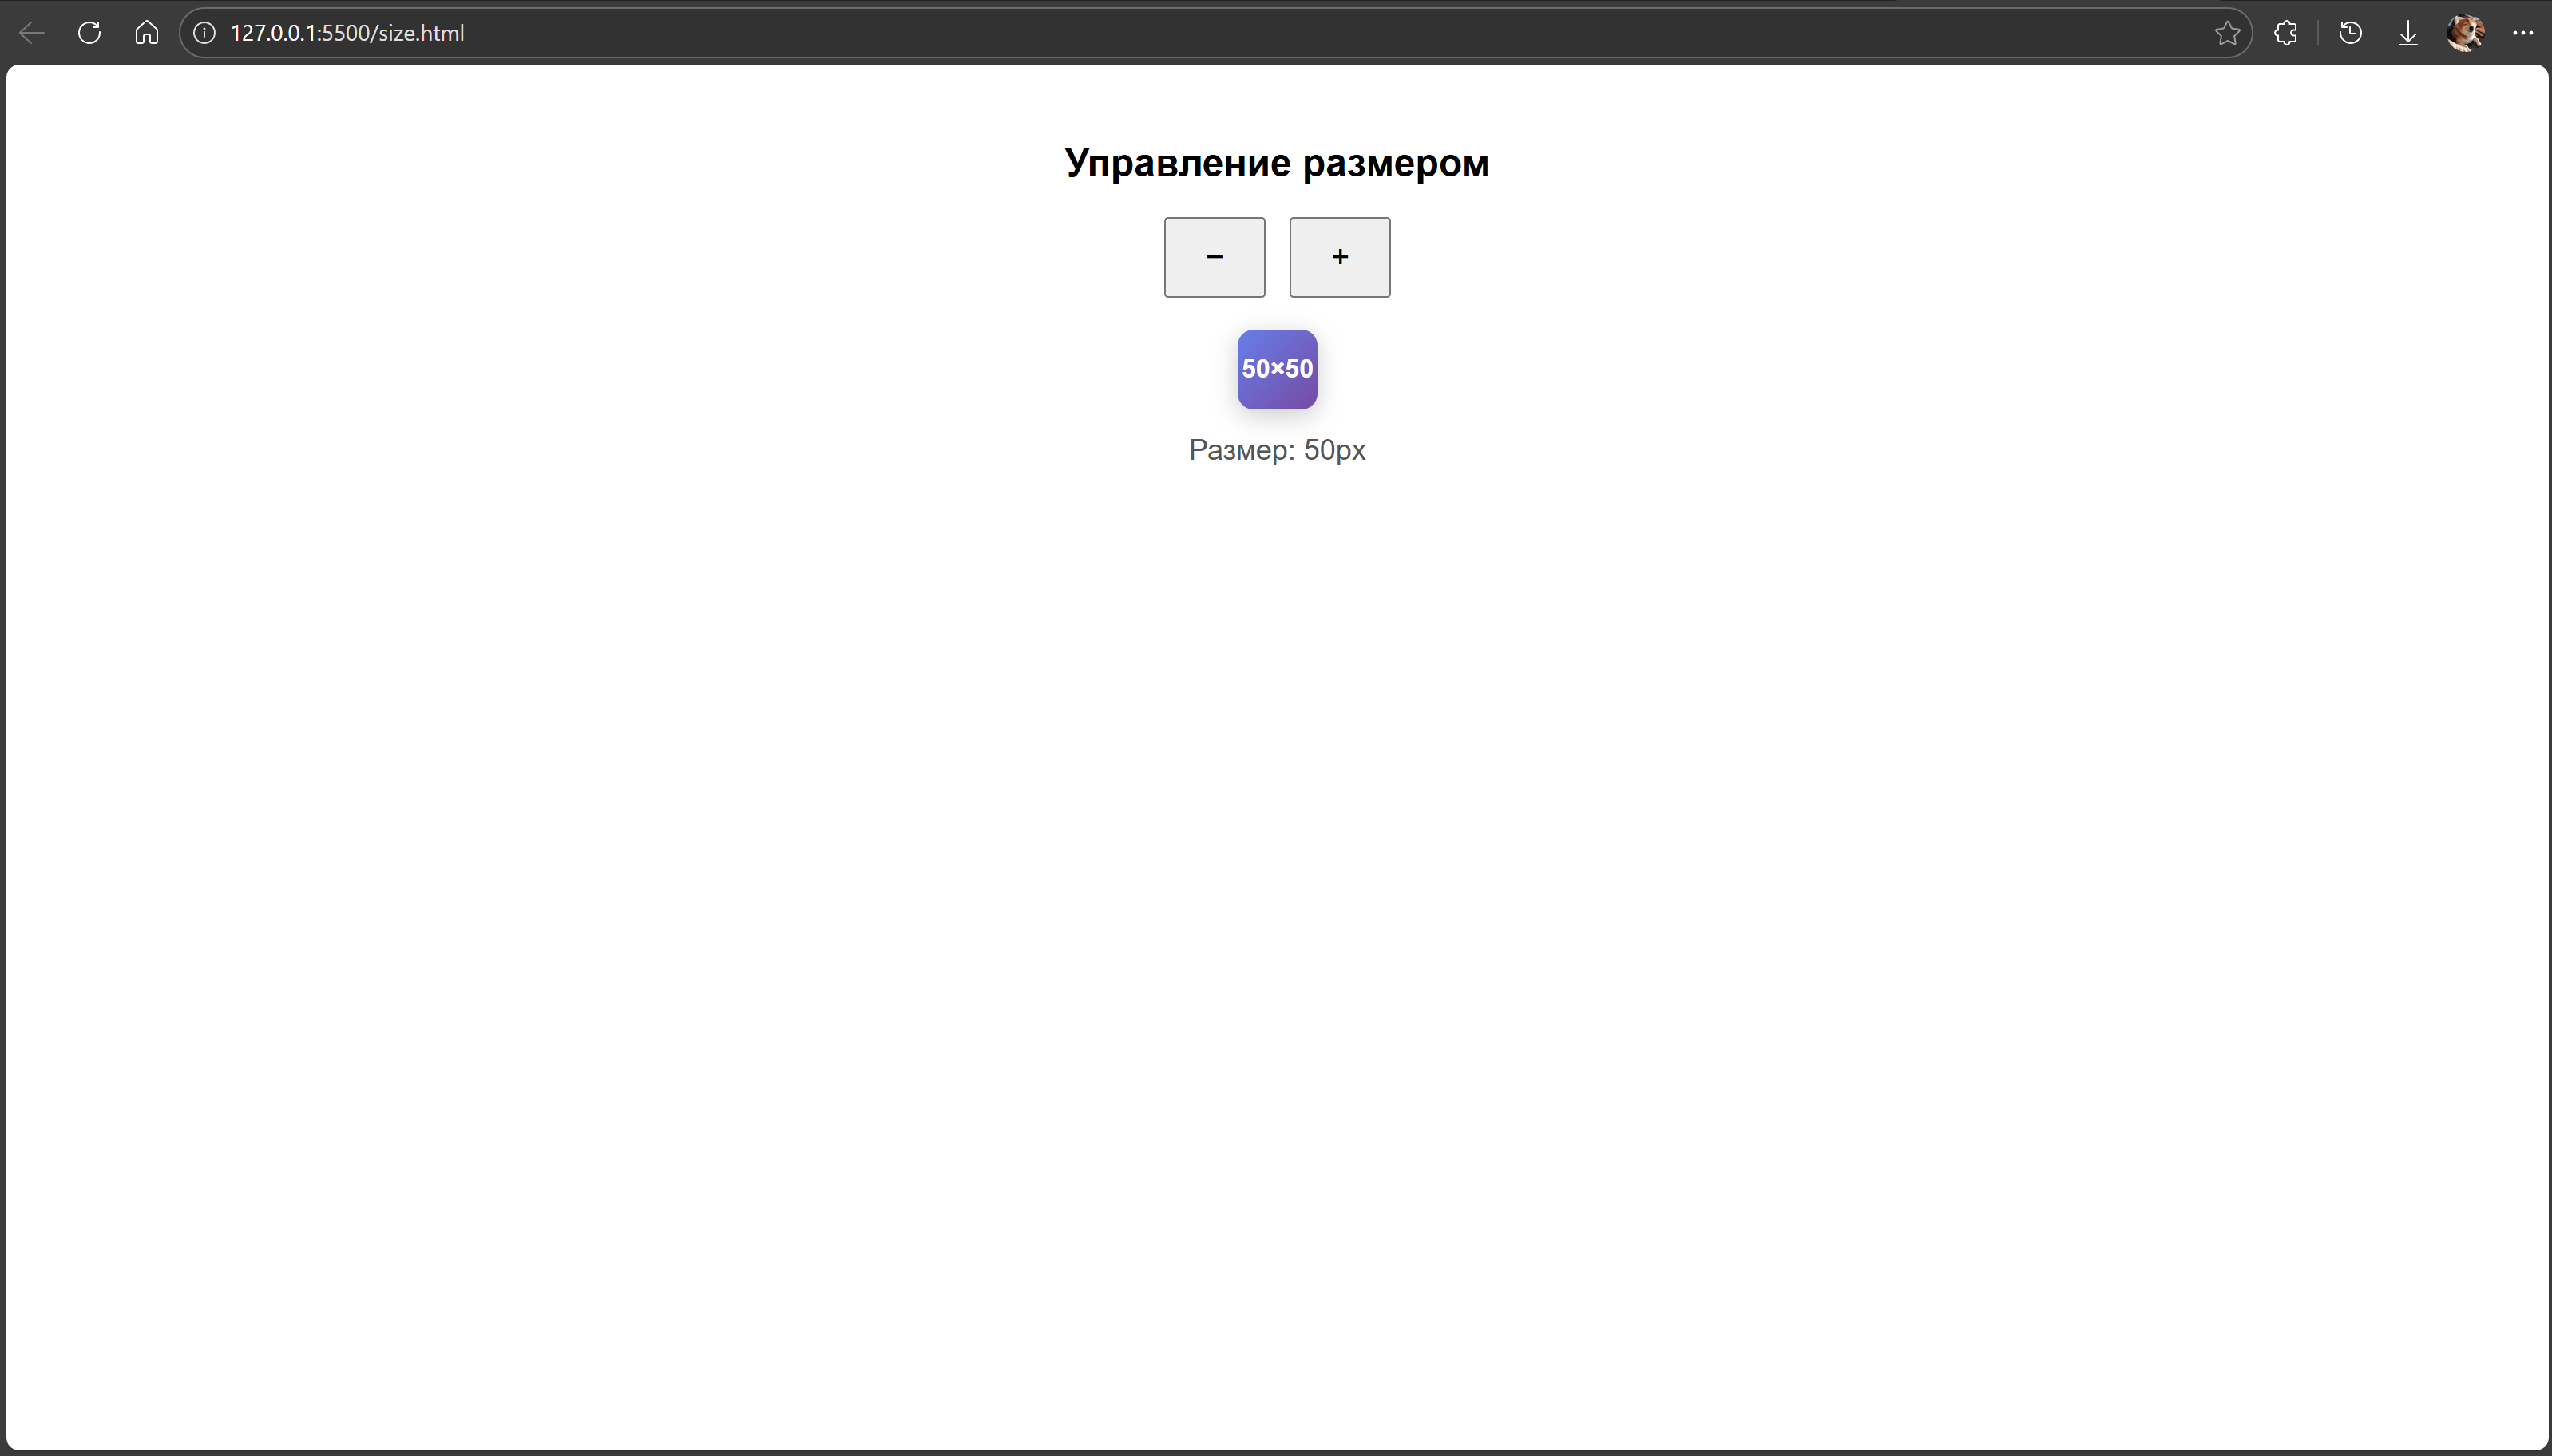 127.0.0.1:5500/size.html
Управление размером
− +
50×50
Размер: 50px